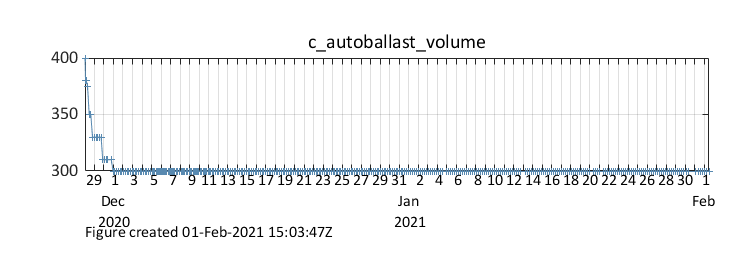 c_autoballast_volume
400
350
300
29 1 3 5 7 9 11 13 15 17 19 21 23 25 27 29 31 2 4 6 8 10 12 14 16 18 20 22 24 26 28 30 1
Dec Jan Feb
2020 2021
Figure created 01-Feb-2021 15:03:47Z